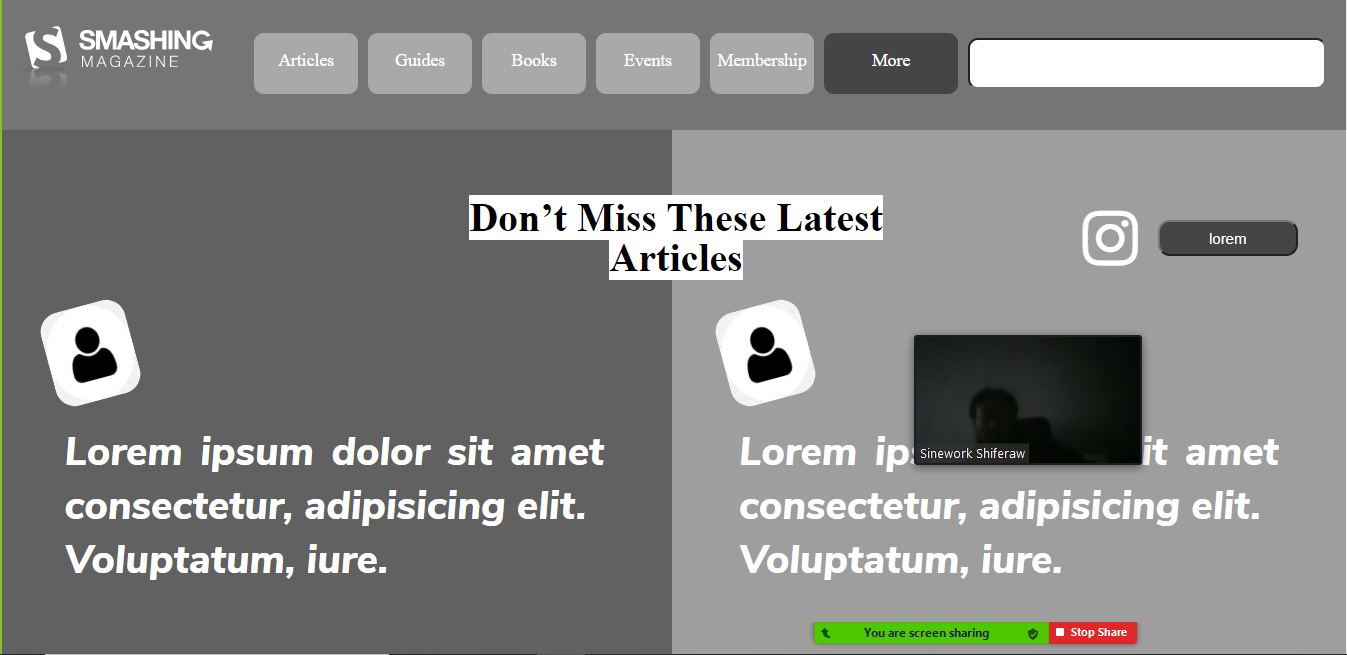 SMASHING
MAGAZINE
Articles
Guides
Books
Events
Membership
More
Don’t Miss These Latest
Articles
lorem
Lorem ipsum dolor sit amet
consectetur, adipisicing elit.
Voluptatum, iure.
Lorem ip
it amet
consectetur, adipisicing elit.
Voluptatum, iure.
Sinework Shiferaw
You are screen sharing
Stop Share